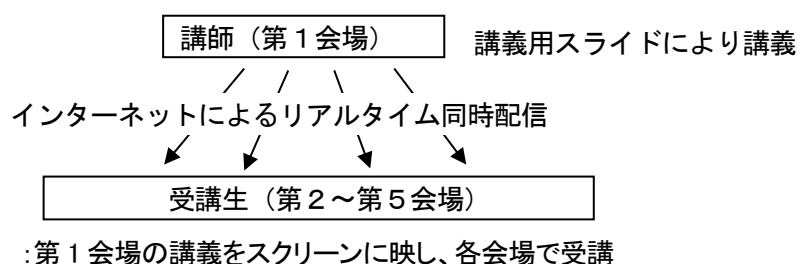 講師（第１会場）
講義用スライドにより講義
インターネットによるリアルタイム同時配信
受講生（第２～第５会場）
:第１会場の講義をスクリーンに映し、各会場で受講